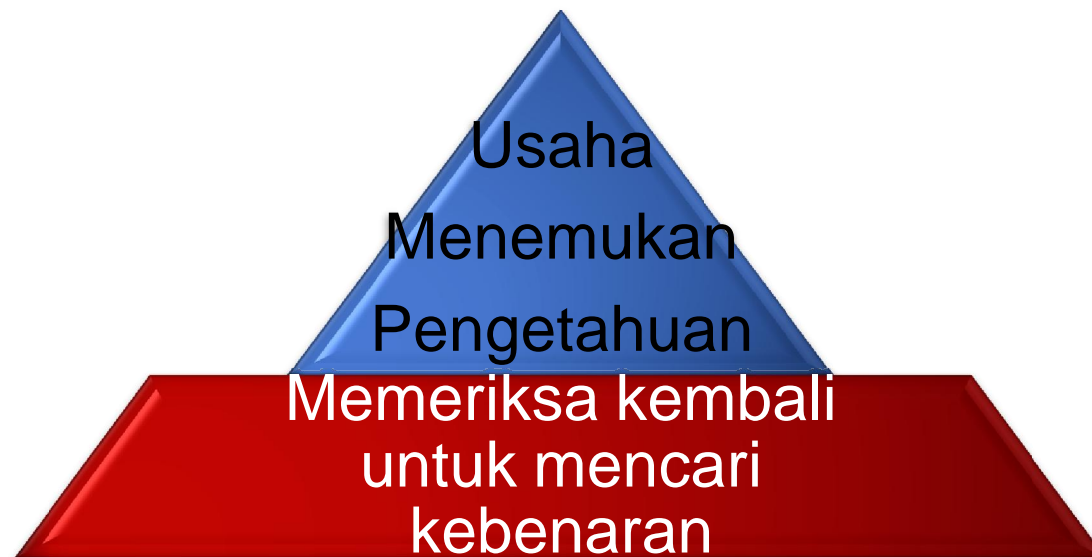 Usaha
Menemukan
Pengetahuan
Memeriksa kembali
untuk mencari
kebenaran